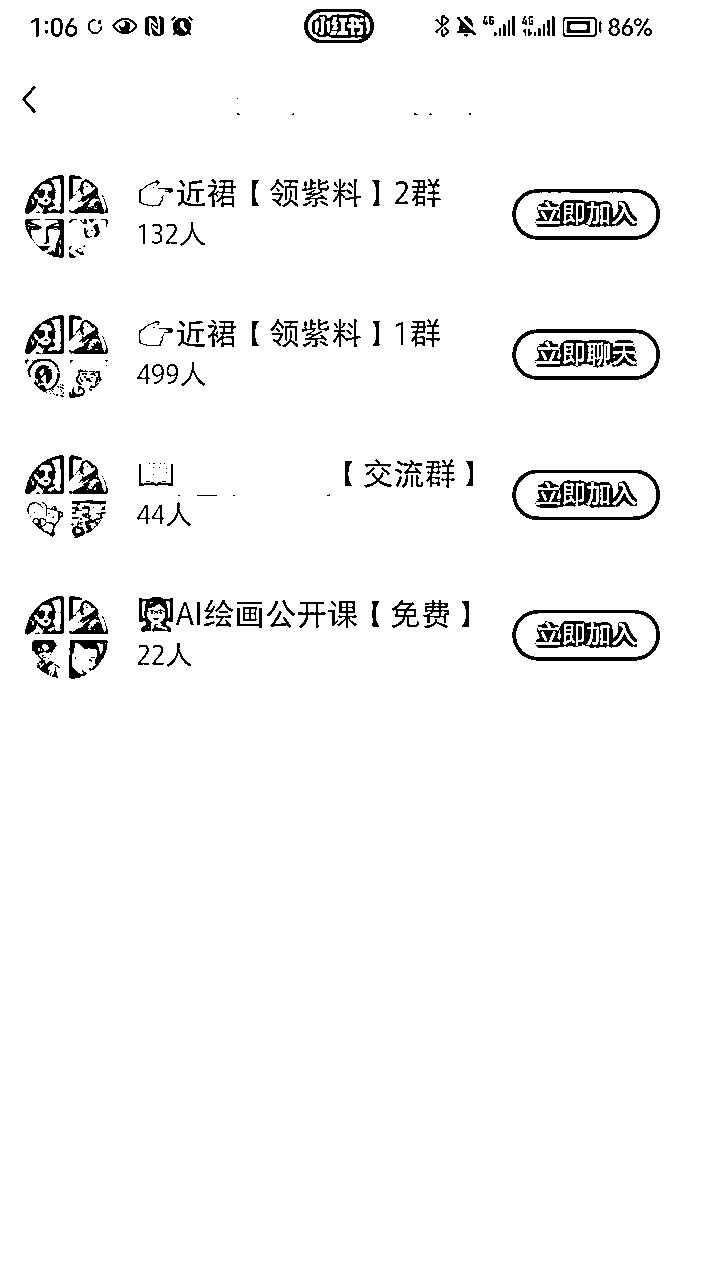 1:06 小红书 4G 4G 86%
👉近裙【领紫料】2群
132人
立即加入
👉近裙【领紫料】1群
499人
立即聊天
【交流群】
44人
立即加入
AI绘画公开课【免费】
22人
立即加入